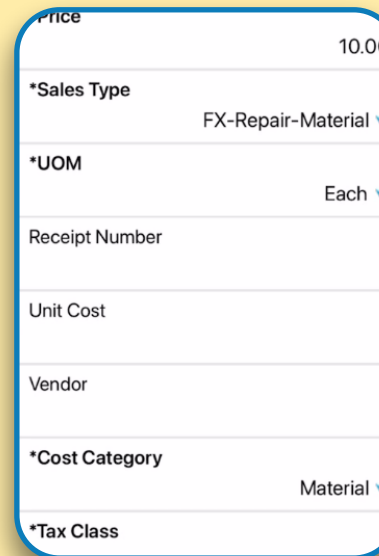 Price
10.00
*Sales Type
FX-Repair-Material
*UOM
Each
Receipt Number
Unit Cost
Vendor
*Cost Category
Material
*Tax Class